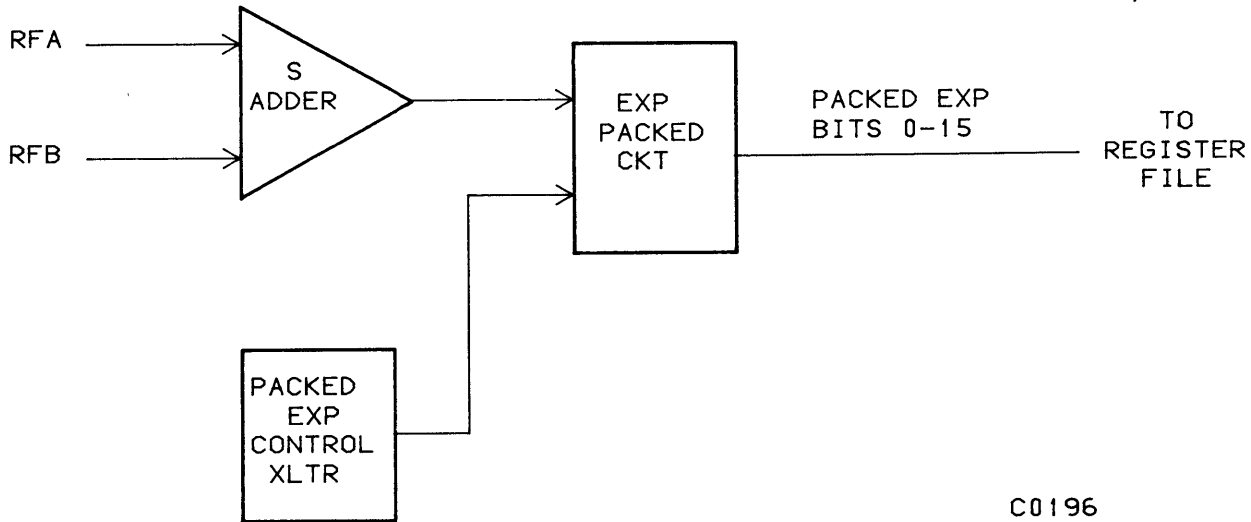 RFA
RFB
S
ADDER
EXP
PACKED
CKT
PACKED EXP
BITS 0-15
TO
REGISTER
FILE
PACKED
EXP
CONTROL
XLTR
C0196